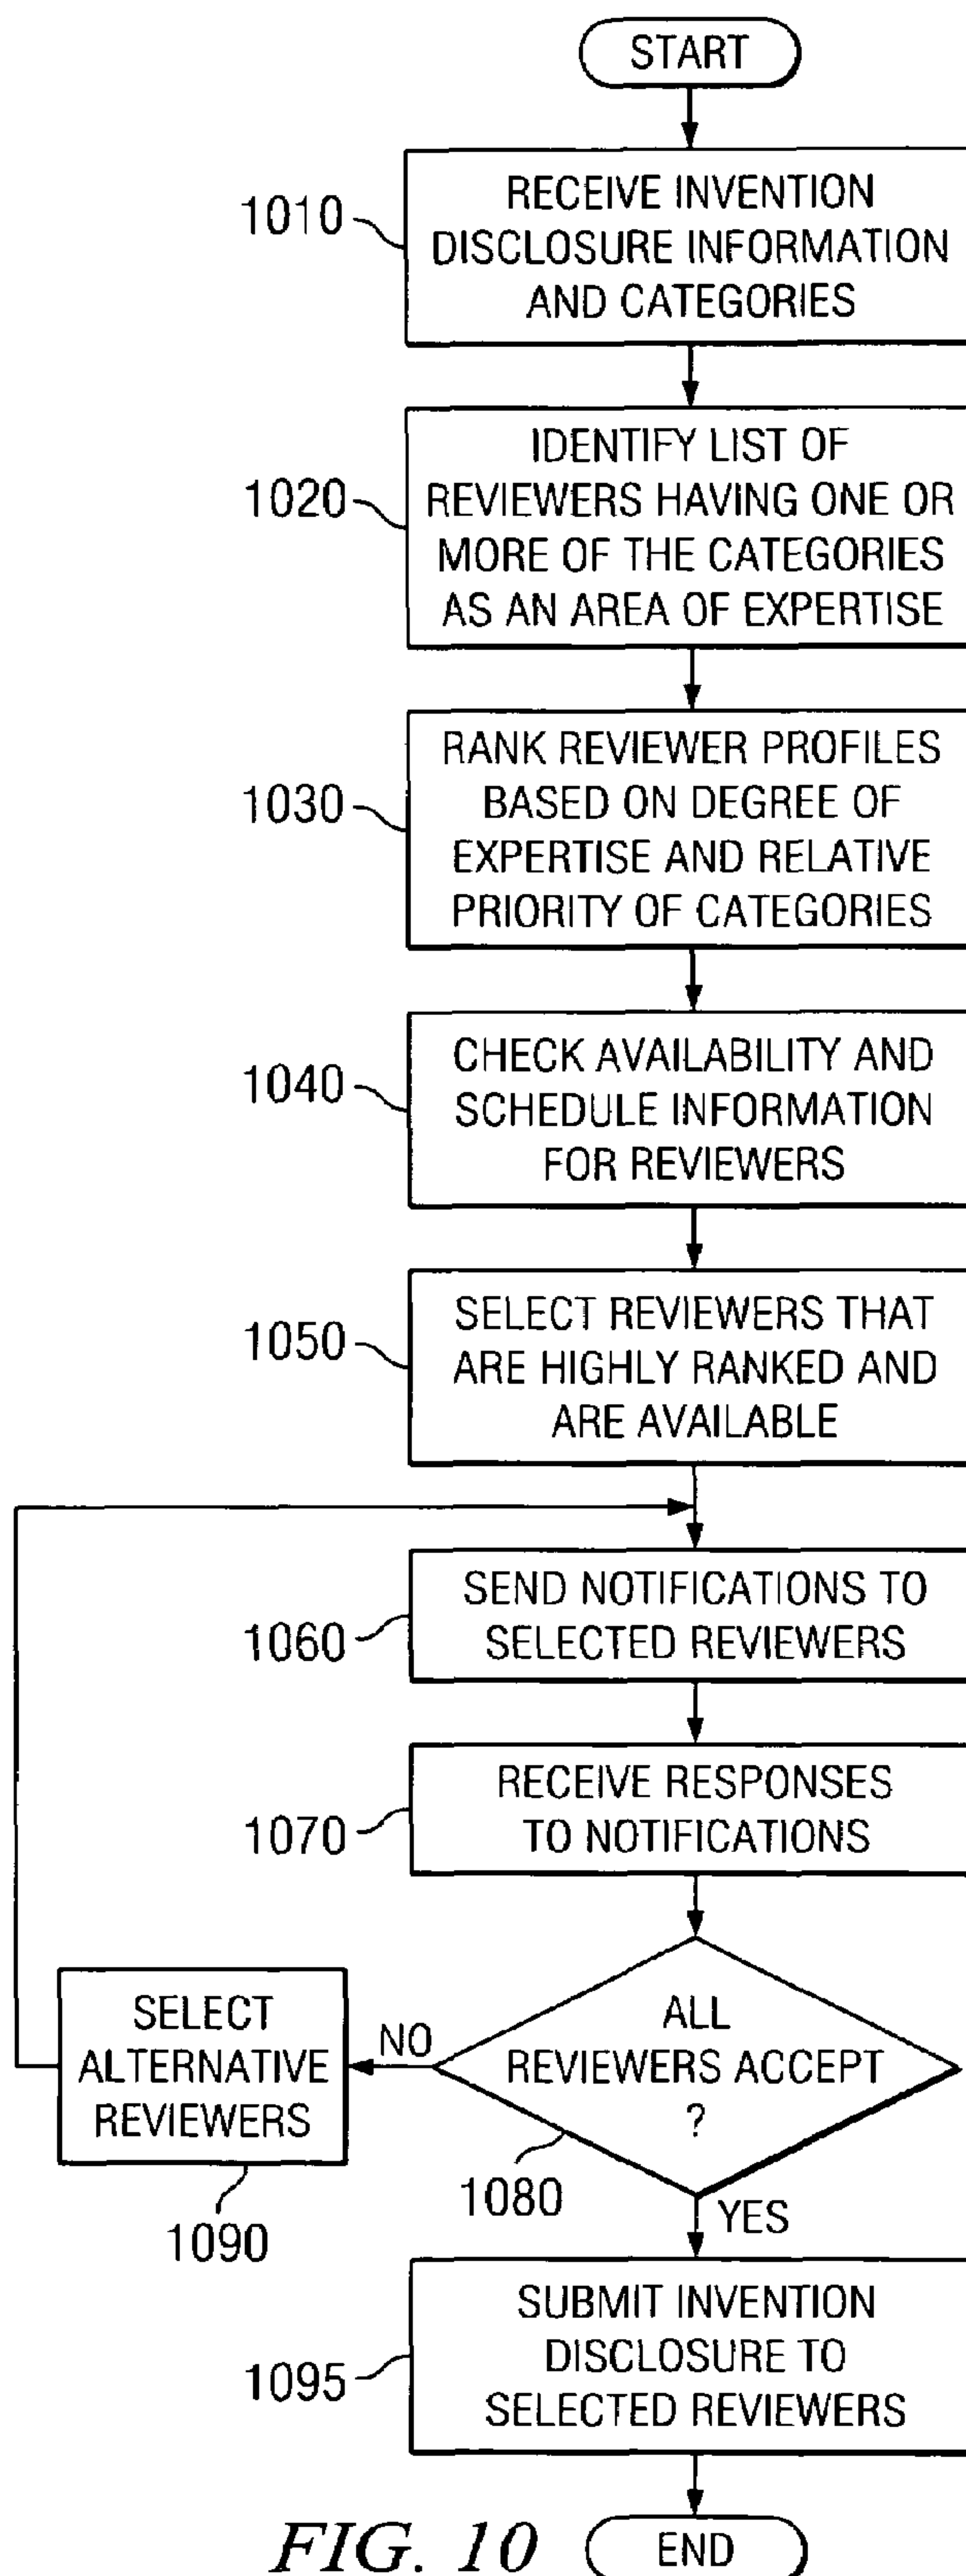 START
1010
RECEIVE INVENTION
DISCLOSURE INFORMATION
AND CATEGORIES
1020
IDENTIFY LIST OF
REVIEWERS HAVING ONE OR
MORE OF THE CATEGORIES
AS AN AREA OF EXPERTISE
1030
RANK REVIEWER PROFILES
BASED ON DEGREE OF
EXPERTISE AND RELATIVE
PRIORITY OF CATEGORIES
1040
CHECK AVAILABILITY AND
SCHEDULE INFORMATION
FOR REVIEWERS
1050
SELECT REVIEWERS THAT
ARE HIGHLY RANKED AND
ARE AVAILABLE
1060
SEND NOTIFICATIONS TO
SELECTED REVIEWERS
1070
RECEIVE RESPONSES
TO NOTIFICATIONS
ALL
REVIEWERS ACCEPT
?
1080
NO
SELECT
ALTERNATIVE
REVIEWERS
1090
YES
1095
SUBMIT INVENTION
DISCLOSURE TO
SELECTED REVIEWERS
FIG. 10
END